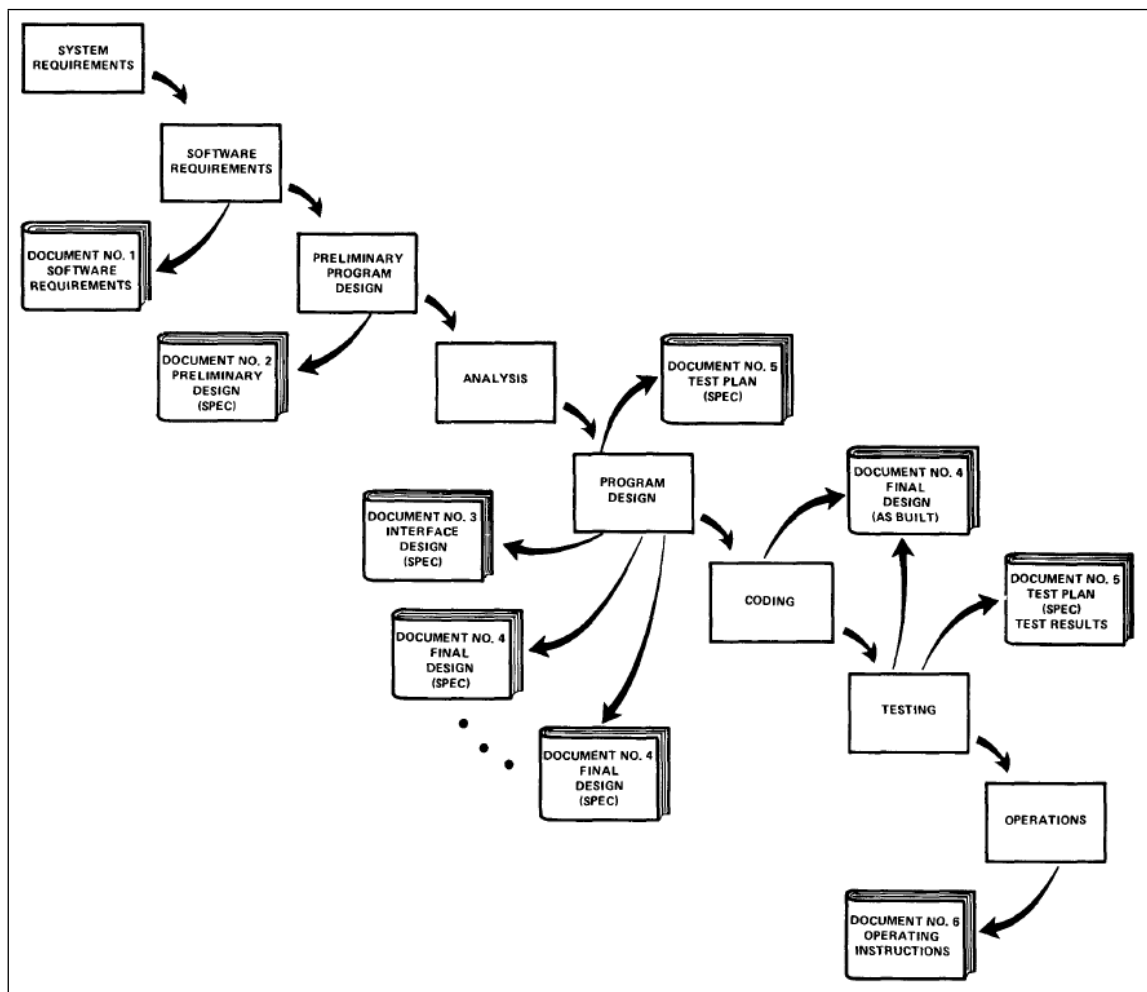 SYSTEM
REQUIREMENTS
SOFTWARE
REQUIREMENTS
DOCUMENT NO. 1
SOFTWARE
REQUIREMENTS
PRELIMINARY
PROGRAM
DESIGN
DOCUMENT NO. 2
PRELIMINARY
DESIGN
(SPEC)
ANALYSIS
DOCUMENT NO. 5
TEST PLAN
(SPEC)
PROGRAM
DESIGN
DOCUMENT NO. 3
INTERFACE
DESIGN
(SPEC)
DOCUMENT NO. 4
FINAL
DESIGN
(AS BUILT)
CODING
DOCUMENT NO. 5
TEST PLAN
(SPEC)
TEST RESULTS
DOCUMENT NO. 4
FINAL
DESIGN
(SPEC)
TESTING
DOCUMENT NO. 4
FINAL
DESIGN
(SPEC)
OPERATIONS
DOCUMENT NO. 6
OPERATING
INSTRUCTIONS